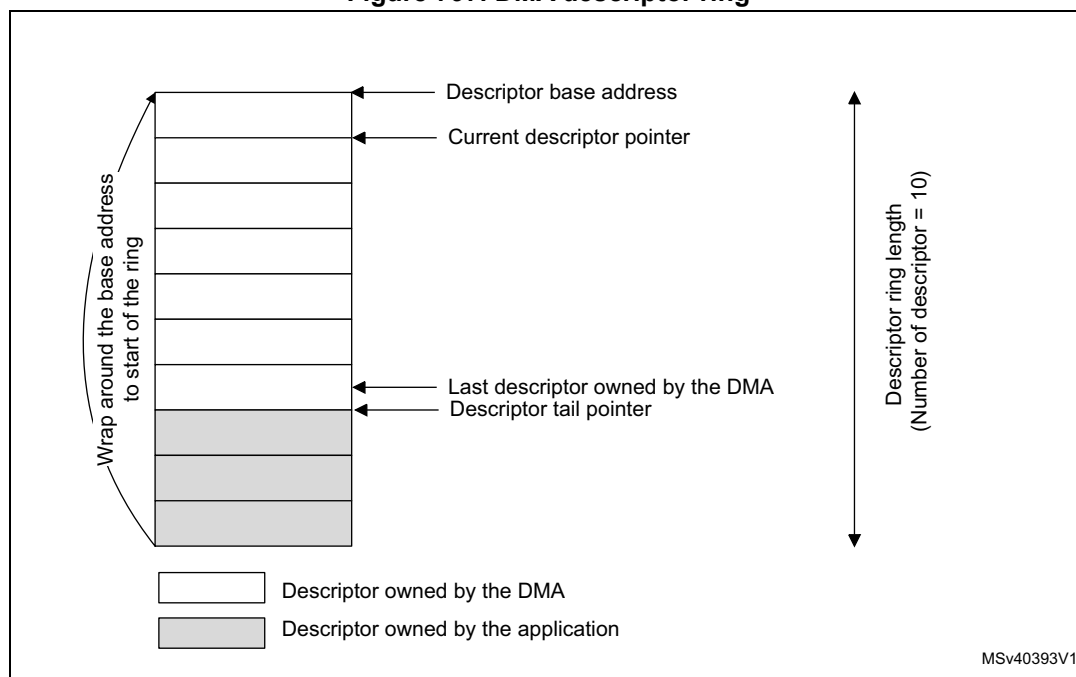 DMA descriptor ring
Descriptor base address
Current descriptor pointer
Wrap around the base address
to start of the ring
Descriptor ring length
(Number of descriptor = 10)
Last descriptor owned by the DMA
Descriptor tail pointer
Descriptor owned by the DMA
Descriptor owned by the application
MSv40393V1